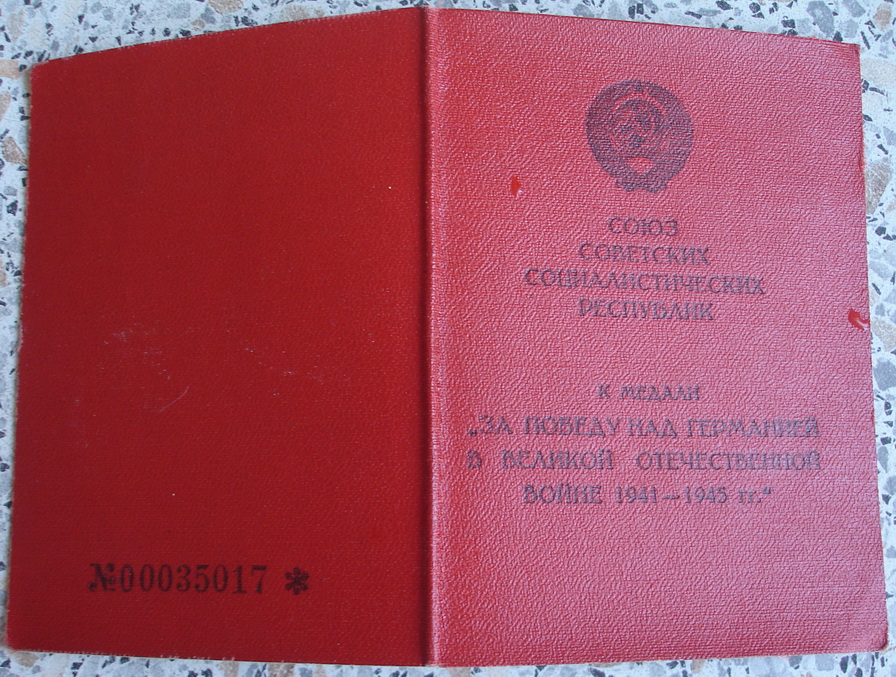 №00035017 *
СОЮЗ
СОВЕТСКИХ
СОЦИАЛИСТИЧЕСКИХ
РЕСПУБЛИК
К МЕДАЛИ
„ЗА ПОБЕДУ НАД ГЕРМАНИЕЙ
В ВЕЛИКОЙ ОТЕЧЕСТВЕННОЙ
ВОЙНЕ 1941—1945 гг.“